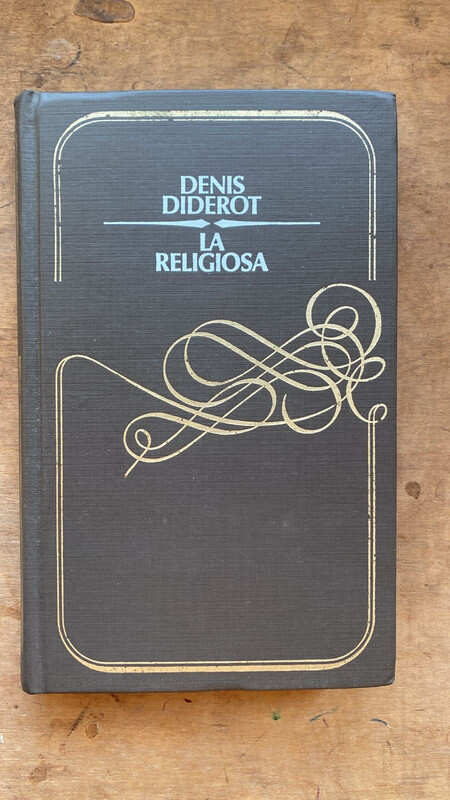 DENIS
DIDEROT
LA
RELIGIOSA